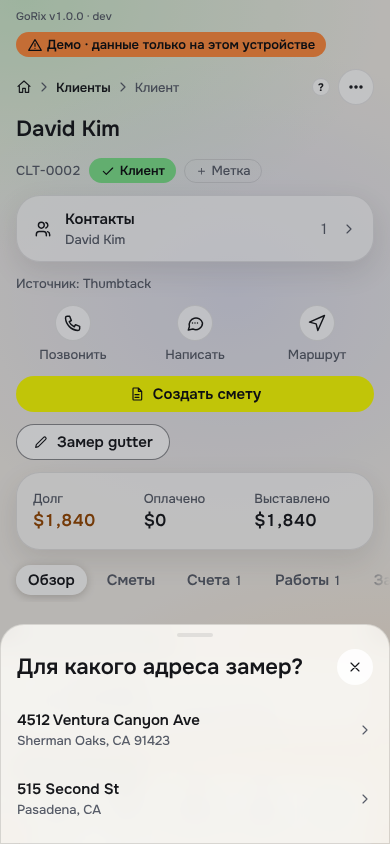 GoRix v1.0.0 · dev
Демо · данные только на этом устройстве
Клиенты
Клиент
?
David Kim
CLT-0002
Клиент
+ Метка
Контакты
David Kim
1
Источник: Thumbtack
Позвонить
Написать
Маршрут
Создать смету
Замер gutter
Долг
Оплачено
Выставлено
$1,840
$0
$1,840
Обзор
Сметы
Счета 1
Работы 1
За
Для какого адреса замер?
4512 Ventura Canyon Ave
Sherman Oaks, CA 91423
515 Second St
Pasadena, CA